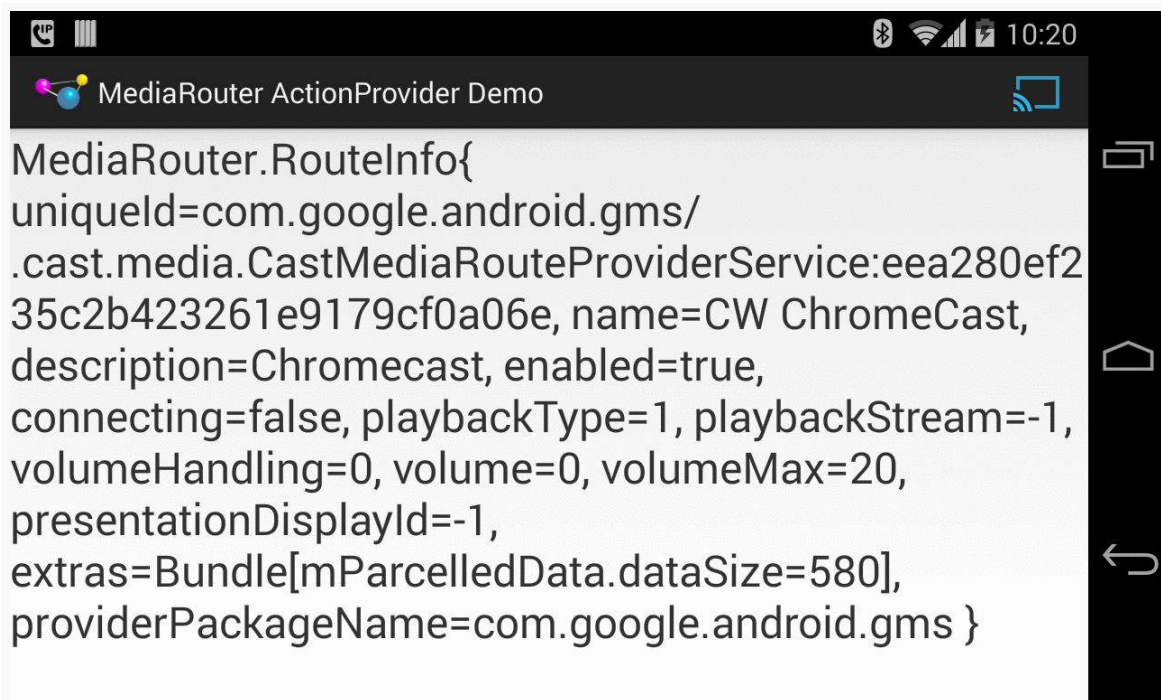 IP
10:20
MediaRouter ActionProvider Demo
MediaRouter.RouteInfo{
uniqueId=com.google.android.gms/
.cast.media.CastMediaRouteProviderService:eea280ef2
35c2b423261e9179cf0a06e, name=CW ChromeCast,
description=Chromecast, enabled=true,
connecting=false, playbackType=1, playbackStream=-1,
volumeHandling=0, volume=0, volumeMax=20,
presentationDisplayId=-1,
extras=Bundle[mParcelledData.dataSize=580],
providerPackageName=com.google.android.gms }